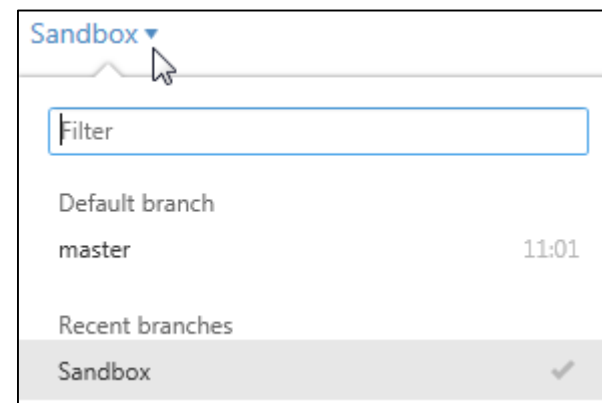 Sandbox
Filter
Default branch
master 11:01
Recent branches
Sandbox